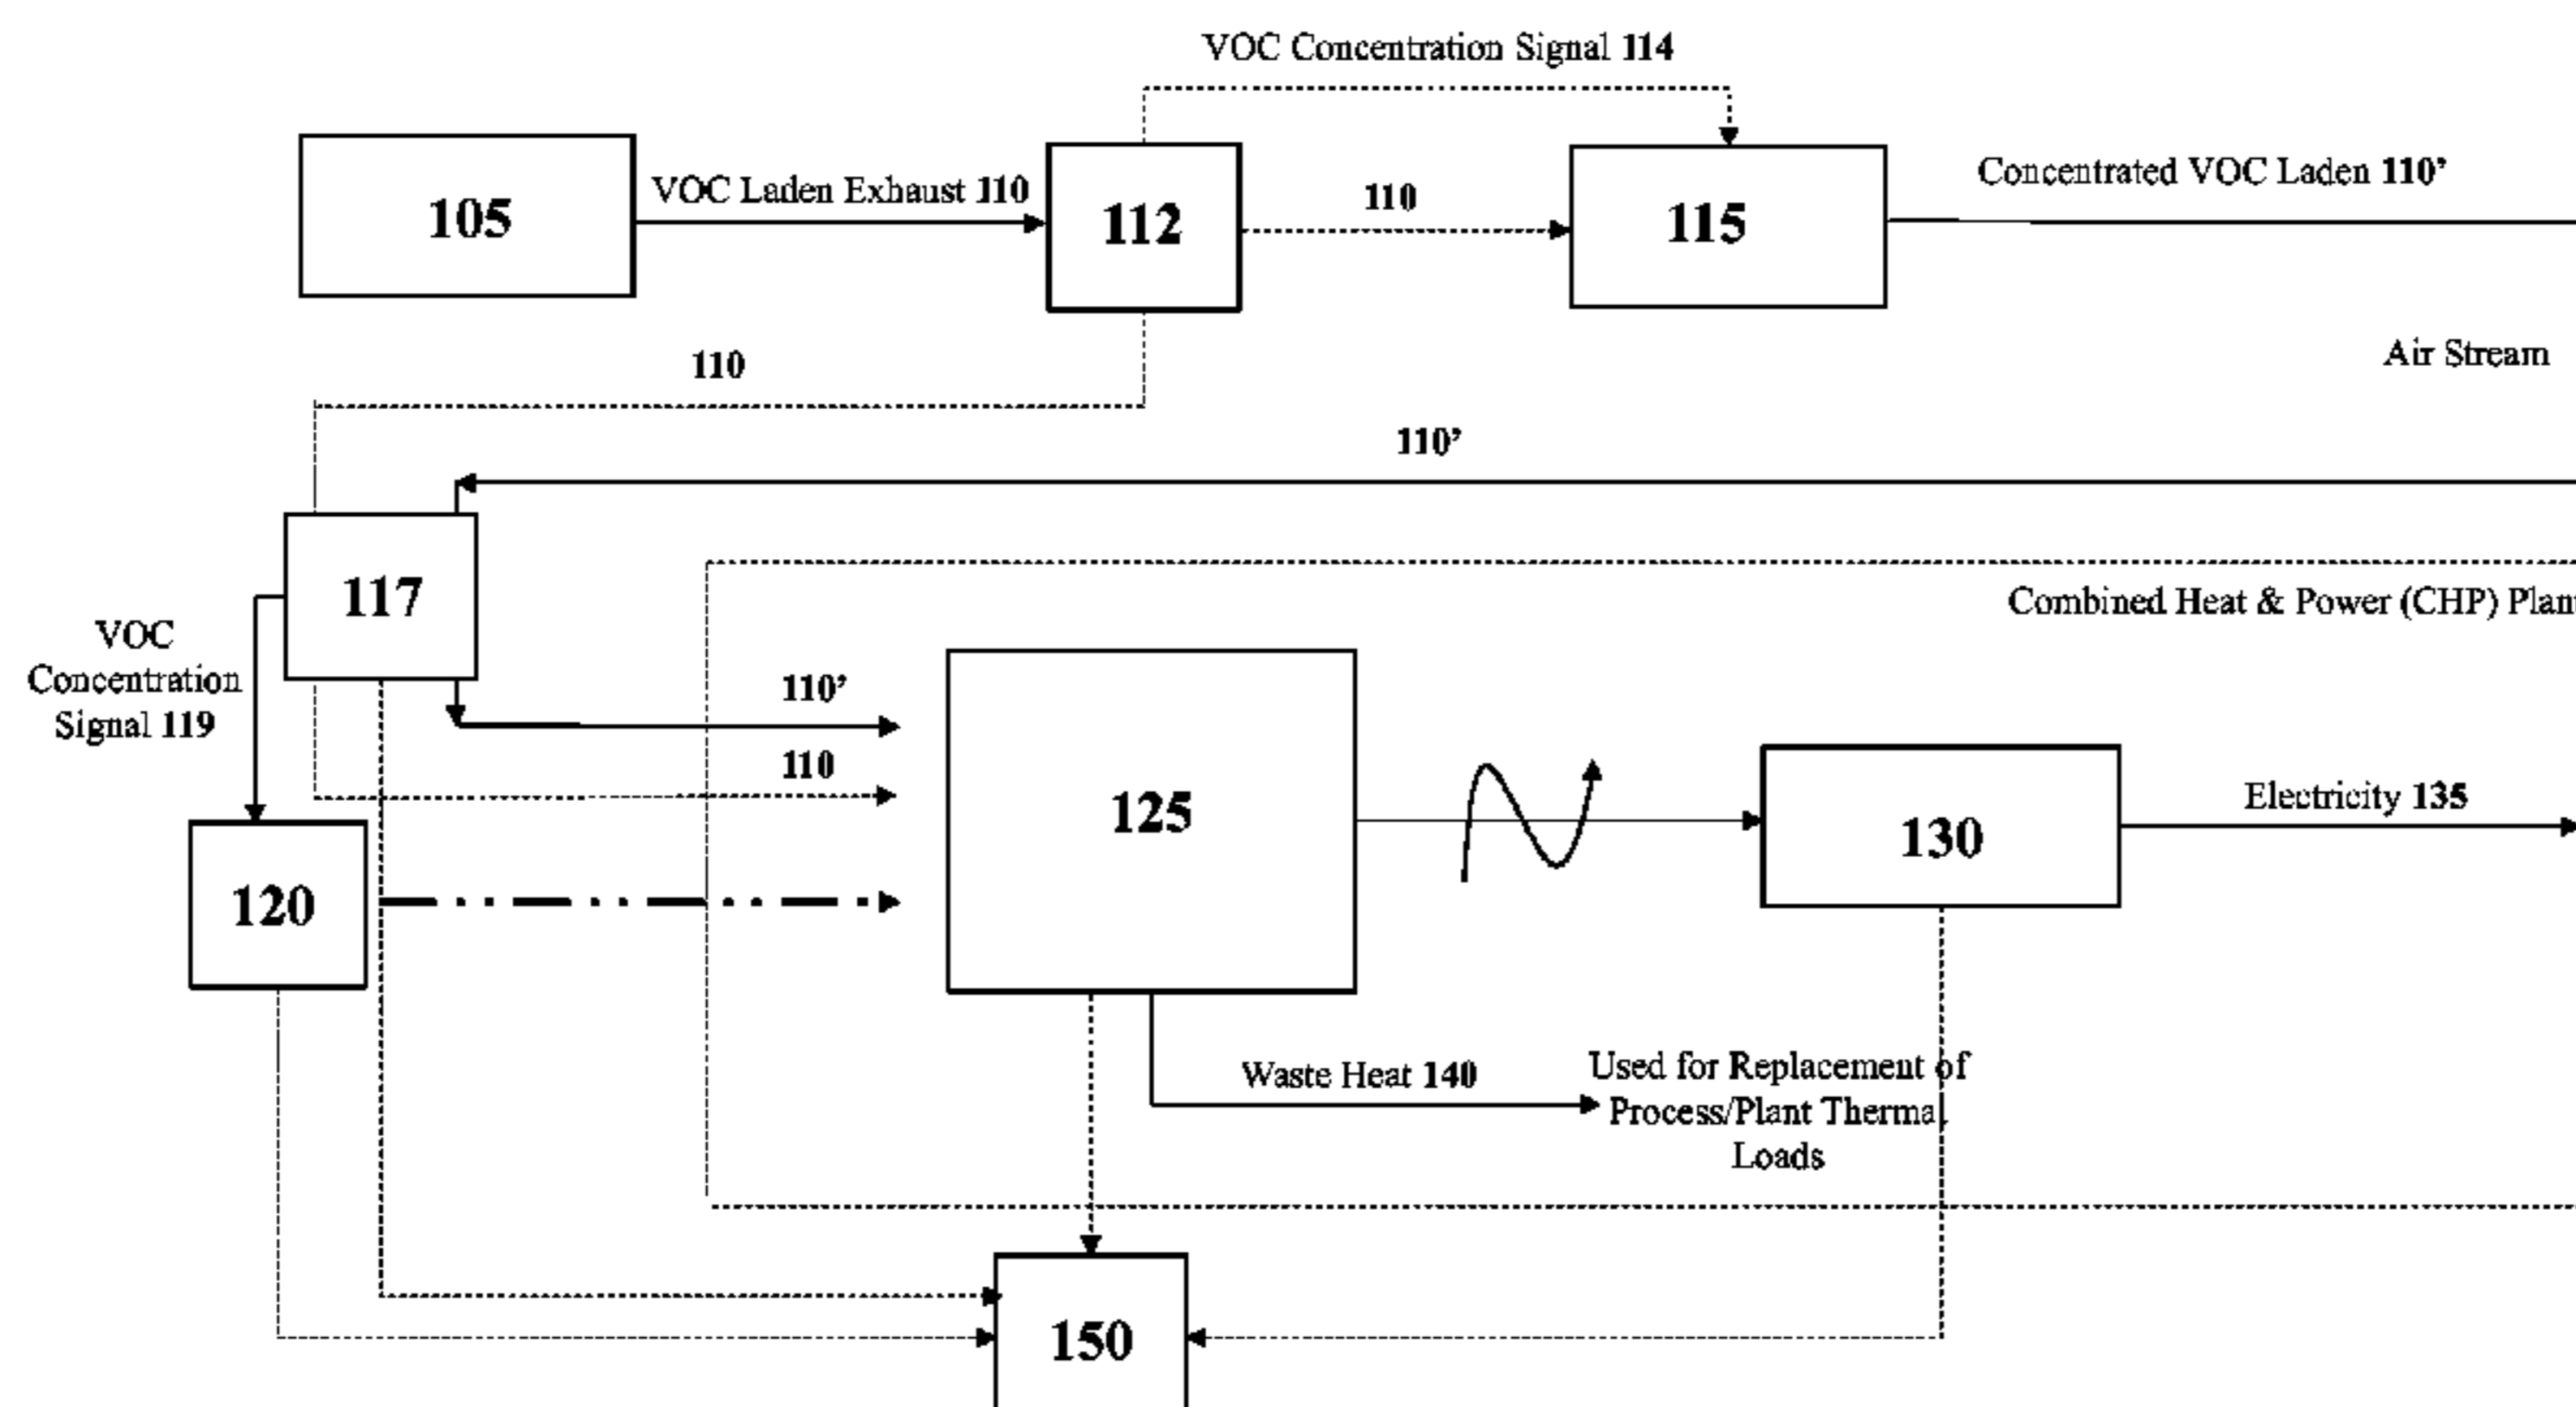 VOC Concentration Signal 114
105
VOC Laden Exhaust 110
112
110
115
Concentrated VOC Laden 110’
Air Stream
110
110’
117
Combined Heat & Power (CHP) Plant
VOC
Concentration
Signal 119
110’
110
125
130
Electricity 135
120
Waste Heat 140
Used for Replacement of
Process/Plant Thermal
Loads
150